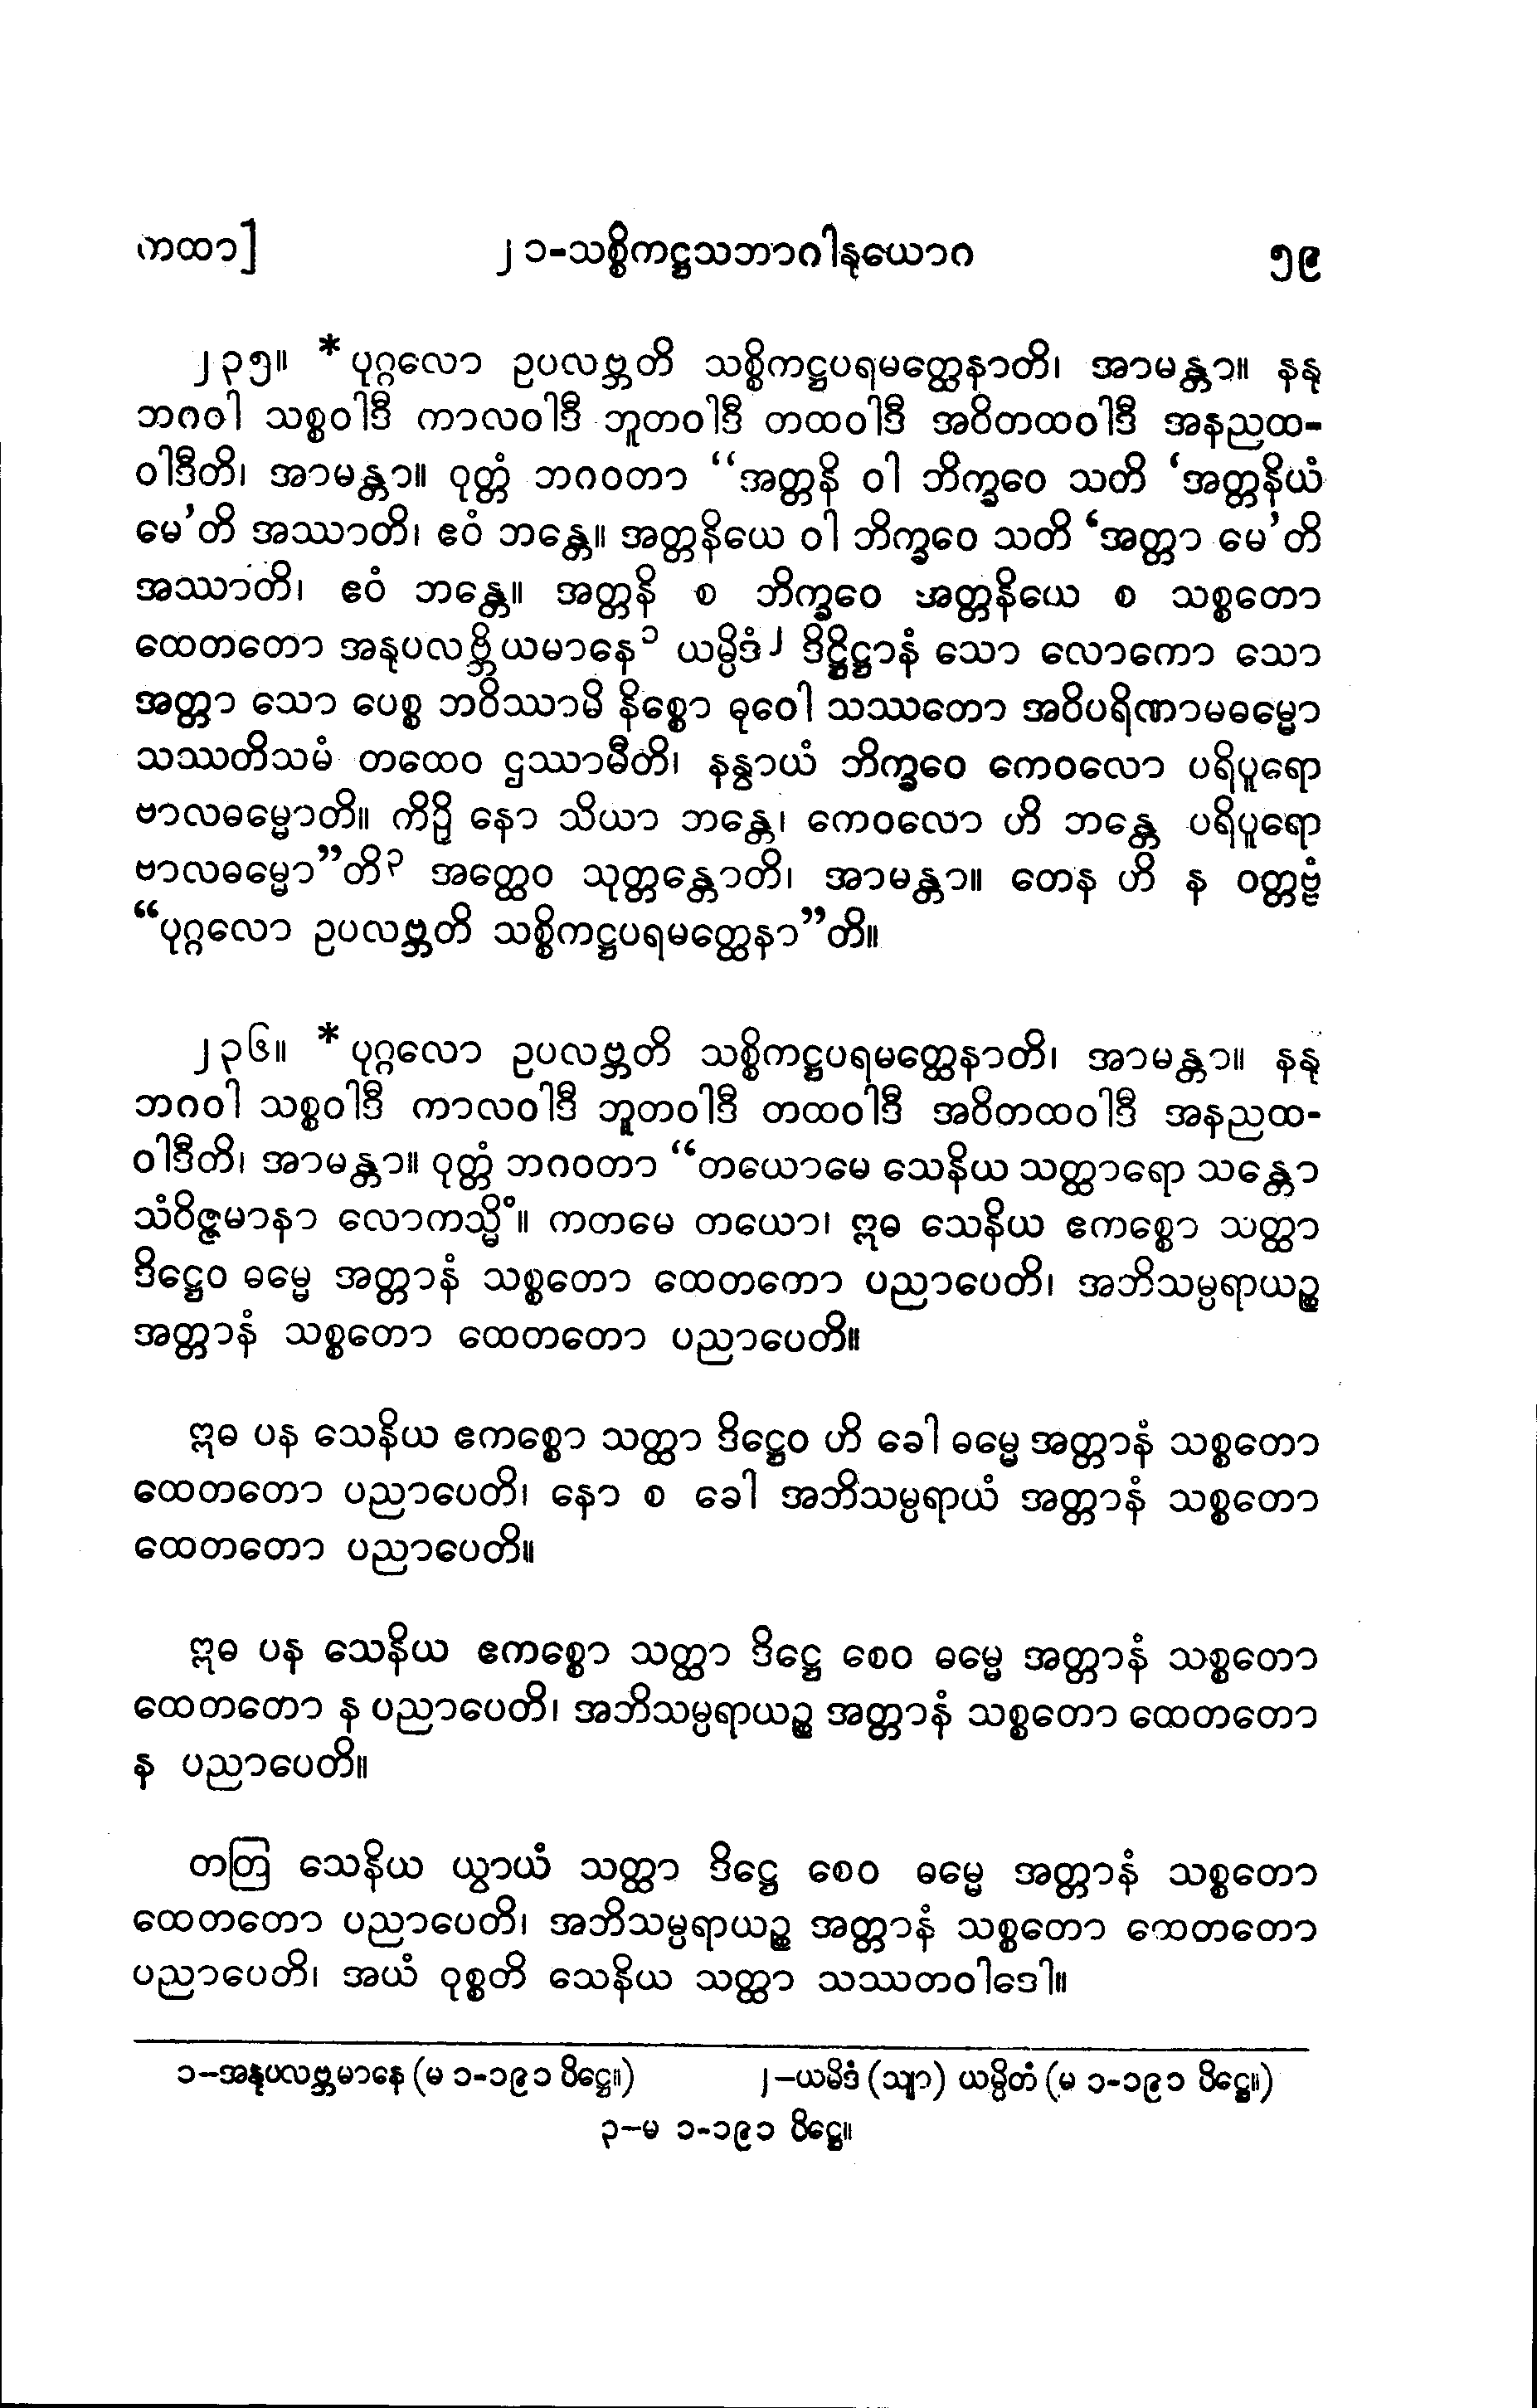 ကထာ] ၂၁-သစ္စိကဋ္ဌသဘာဂါနုယောဂ ၅၉
၂၃၅။ *ပုဂ္ဂလော ဥပလဗ္ဘတိ သစ္စိကဋ္ဌပရမတ္ထေနာတိ၊ အာမန္တာ။ နနု
ဘဂဝါ သစ္စဝါဒီ ကာလဝါဒီ ဘူတဝါဒီ တထဝါဒီ အဝိတထဝါဒီ အနညထ-
ဝါဒီတိ၊ အာမန္တာ။ ဝုတ္တံ ဘဂဝတာ “အတ္တနိ ဝါ ဘိက္ခဝေ သတိ ‘အတ္တနိယံ
မေ’တိ အဿာတိ၊ ဧဝံ ဘန္တေ။ အတ္တနိယေ ဝါ ဘိက္ခဝေ သတိ ‘အတ္တာ မေ’တိ
အဿာတိ၊ ဧဝံ ဘန္တေ။ အတ္တနိ စ ဘိက္ခဝေ အတ္တနိယေ စ သစ္စတော
ထေတတော အနုပလဗ္ဘိယမာနေ၁ ယမ္ပိဒံ၂ ဒိဋ္ဌိဋ္ဌာနံ သော လောကော သော
အတ္တာ သော ပေစ္စ ဘဝိဿာမိ နိစ္စော ဓုဝေါ သဿတော အဝိပရိဏာမဓမ္မော
သဿတိသမံ တထေဝ ဌဿာမီတိ၊ နနွာယံ ဘိက္ခဝေ ကေဝလော ပရိပူရော
ဗာလဓမ္မောတိ။ ကိဉှိ နော သိယာ ဘန္တေ၊ ကေဝလော ဟိ ဘန္တေ ပရိပူရော
ဗာလဓမ္မော”တိ၃ အတ္ထေဝ သုတ္တန္တောတိ၊ အာမန္တာ။ တေန ဟိ န ဝတ္တဗ္ဗံ
“ပုဂ္ဂလော ဥပလဗ္ဘတိ သစ္စိကဋ္ဌပရမတ္ထေနာ”တိ။
၂၃၆။ *ပုဂ္ဂလော ဥပလဗ္ဘတိ သစ္စိကဋ္ဌပရမတ္ထေနာတိ၊ အာမန္တာ။ နနု
ဘဂဝါ သစ္စဝါဒီ ကာလဝါဒီ ဘူတဝါဒီ တထဝါဒီ အဝိတထဝါဒီ အနညထ-
ဝါဒီတိ၊ အာမန္တာ။ ဝုတ္တံ ဘဂဝတာ “တယောမေ သေနိယ သတ္ထာရော သန္တော
သံဝိဇ္ဇမာနာ လောကသ္မိံ။ ကတမေ တယော၊ ဣဓ သေနိယ ဧကစ္စော သတ္ထာ
ဒိဋ္ဌေဝ ဓမ္မေ အတ္တာနံ သစ္စတော ထေတကော ပညာပေတိ၊ အဘိသမ္ပရာယဉ္စ
အတ္တာနံ သစ္စတော ထေတတော ပညာပေတိ။
ဣဓ ပန သေနိယ ဧကစ္စော သတ္ထာ ဒိဋ္ဌေဝ ဟိ ခေါ ဓမ္မေ အတ္တာနံ သစ္စတော
ထေတတော ပညာပေတိ၊ နော စ ခေါ အဘိသမ္ပရာယံ အတ္တာနံ သစ္စတော
ထေတတော ပညာပေတိ။
ဣဓ ပန သေနိယ ဧကစ္စော သတ္ထာ ဒိဋ္ဌေ စေဝ ဓမ္မေ အတ္တာနံ သစ္စတော
ထေတတော န ပညာပေတိ၊ အဘိသမ္ပရာယဉ္စ အတ္တာနံ သစ္စတော ထေတတော
န ပညာပေတိ။
တတြ သေနိယ ယွာယံ သတ္ထာ ဒိဋ္ဌေ စေဝ ဓမ္မေ အတ္တာနံ သစ္စတော
ထေတတော ပညာပေတိ၊ အဘိသမ္ပရာယဉ္စ အတ္တာနံ သစ္စတော ထေတတော
ပညာပေတိ၊ အယံ ဝုစ္စတိ သေနိယ သတ္ထာ သဿတဝါဒေါ။
၁–အနုပလဗ္ဘမာနေ (မ ၁-၁၉၁ ပိဋ္ဌေ။) ၂–ယမိဒံ (သျာ) ယမ္ပိတံ (မ ၁-၁၉၁ ပိဋ္ဌေ။)
၃–မ ၁-၁၉၁ ပိဋ္ဌေ။